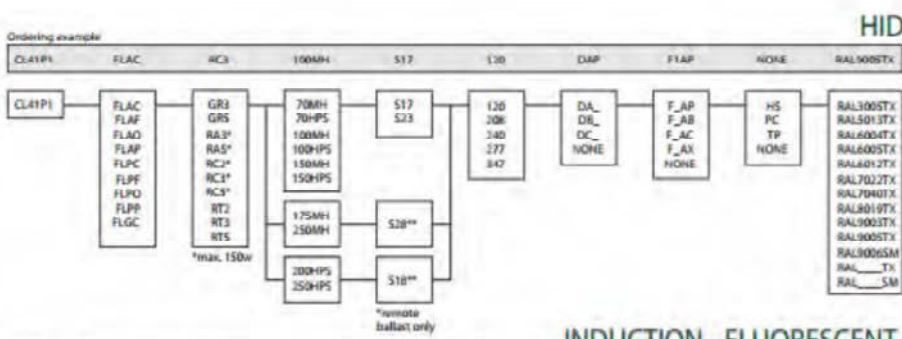 HID
Ordering example
CL41P1 FLAC RC3 100MH S17 120 DAP F1AP NONE RAL9005TX
CL41P1
FLAC
FLAF
FLAO
FLAP
FLPC
FLPF
FLPO
FLPP
FLGC
GR3
GR5
RA3*
RA5*
RC2*
RC3*
RC5*
RT2
RT3
RT5
*max. 150w
70MH
70HPS
100MH
100HPS
150MH
150HPS
175MH
250MH
200HPS
250HPS
S17
S23
S28**
S18**
*remote
ballast only
120
208
240
277
347
DA_
DB_
DC_
NONE
F_AP
F_AB
F_AC
F_AX
NONE
HS
PC
TP
NONE
RAL3005TX
RAL5013TX
RAL6004TX
RAL6005TX
RAL6012TX
RAL7022TX
RAL7040TX
RAL8019TX
RAL9003TX
RAL9005TX
RAL9006SM
RAL____TX
RAL____SM
INDUCTION FLUORESCENT